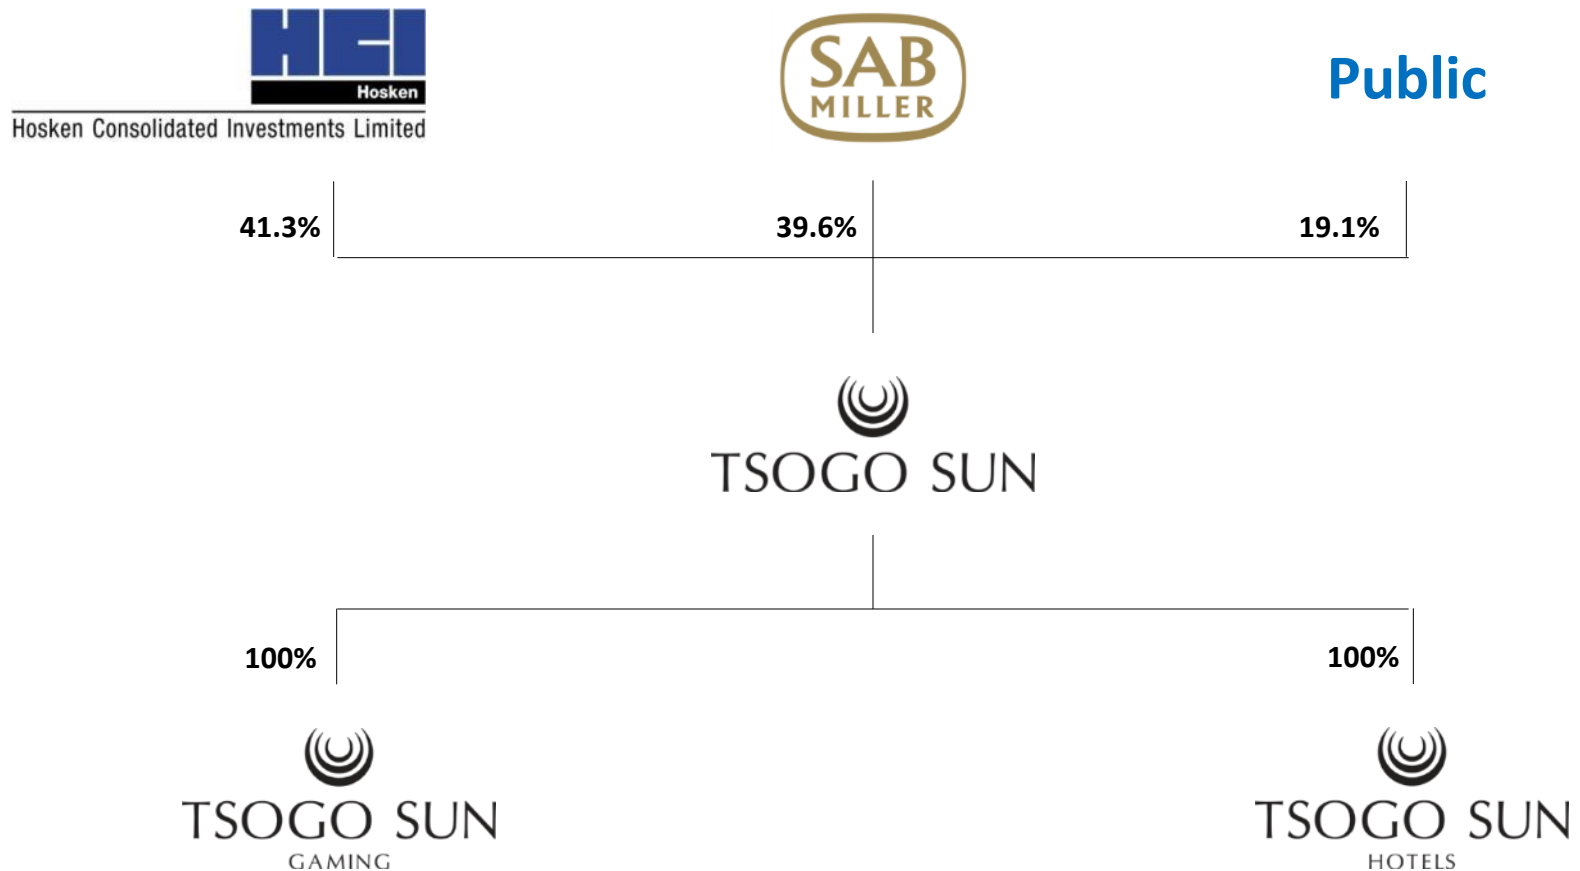 HCI
Hosken
Hosken Consolidated Investments Limited
SAB
MILLER
Public
41.3%
39.6%
19.1%
TSOGO SUN
100%
100%
TSOGO SUN
GAMING
TSOGO SUN
HOTELS